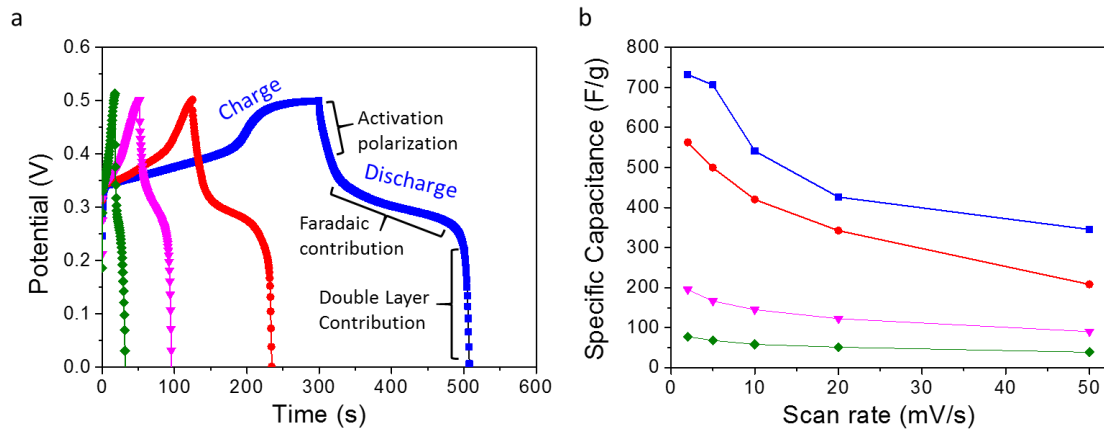 a
0.6
0.5
0.4
0.3
0.2
0.1
0.0
Potential (V)
Charge
Activation
polarization
Discharge
Faradaic
contribution
Double Layer
Contribution
0
100
200
300
400
500
600
Time (s)
b
800
700
600
500
400
300
200
100
0
Specific Capacitance (F/g)
0
10
20
30
40
50
Scan rate (mV/s)